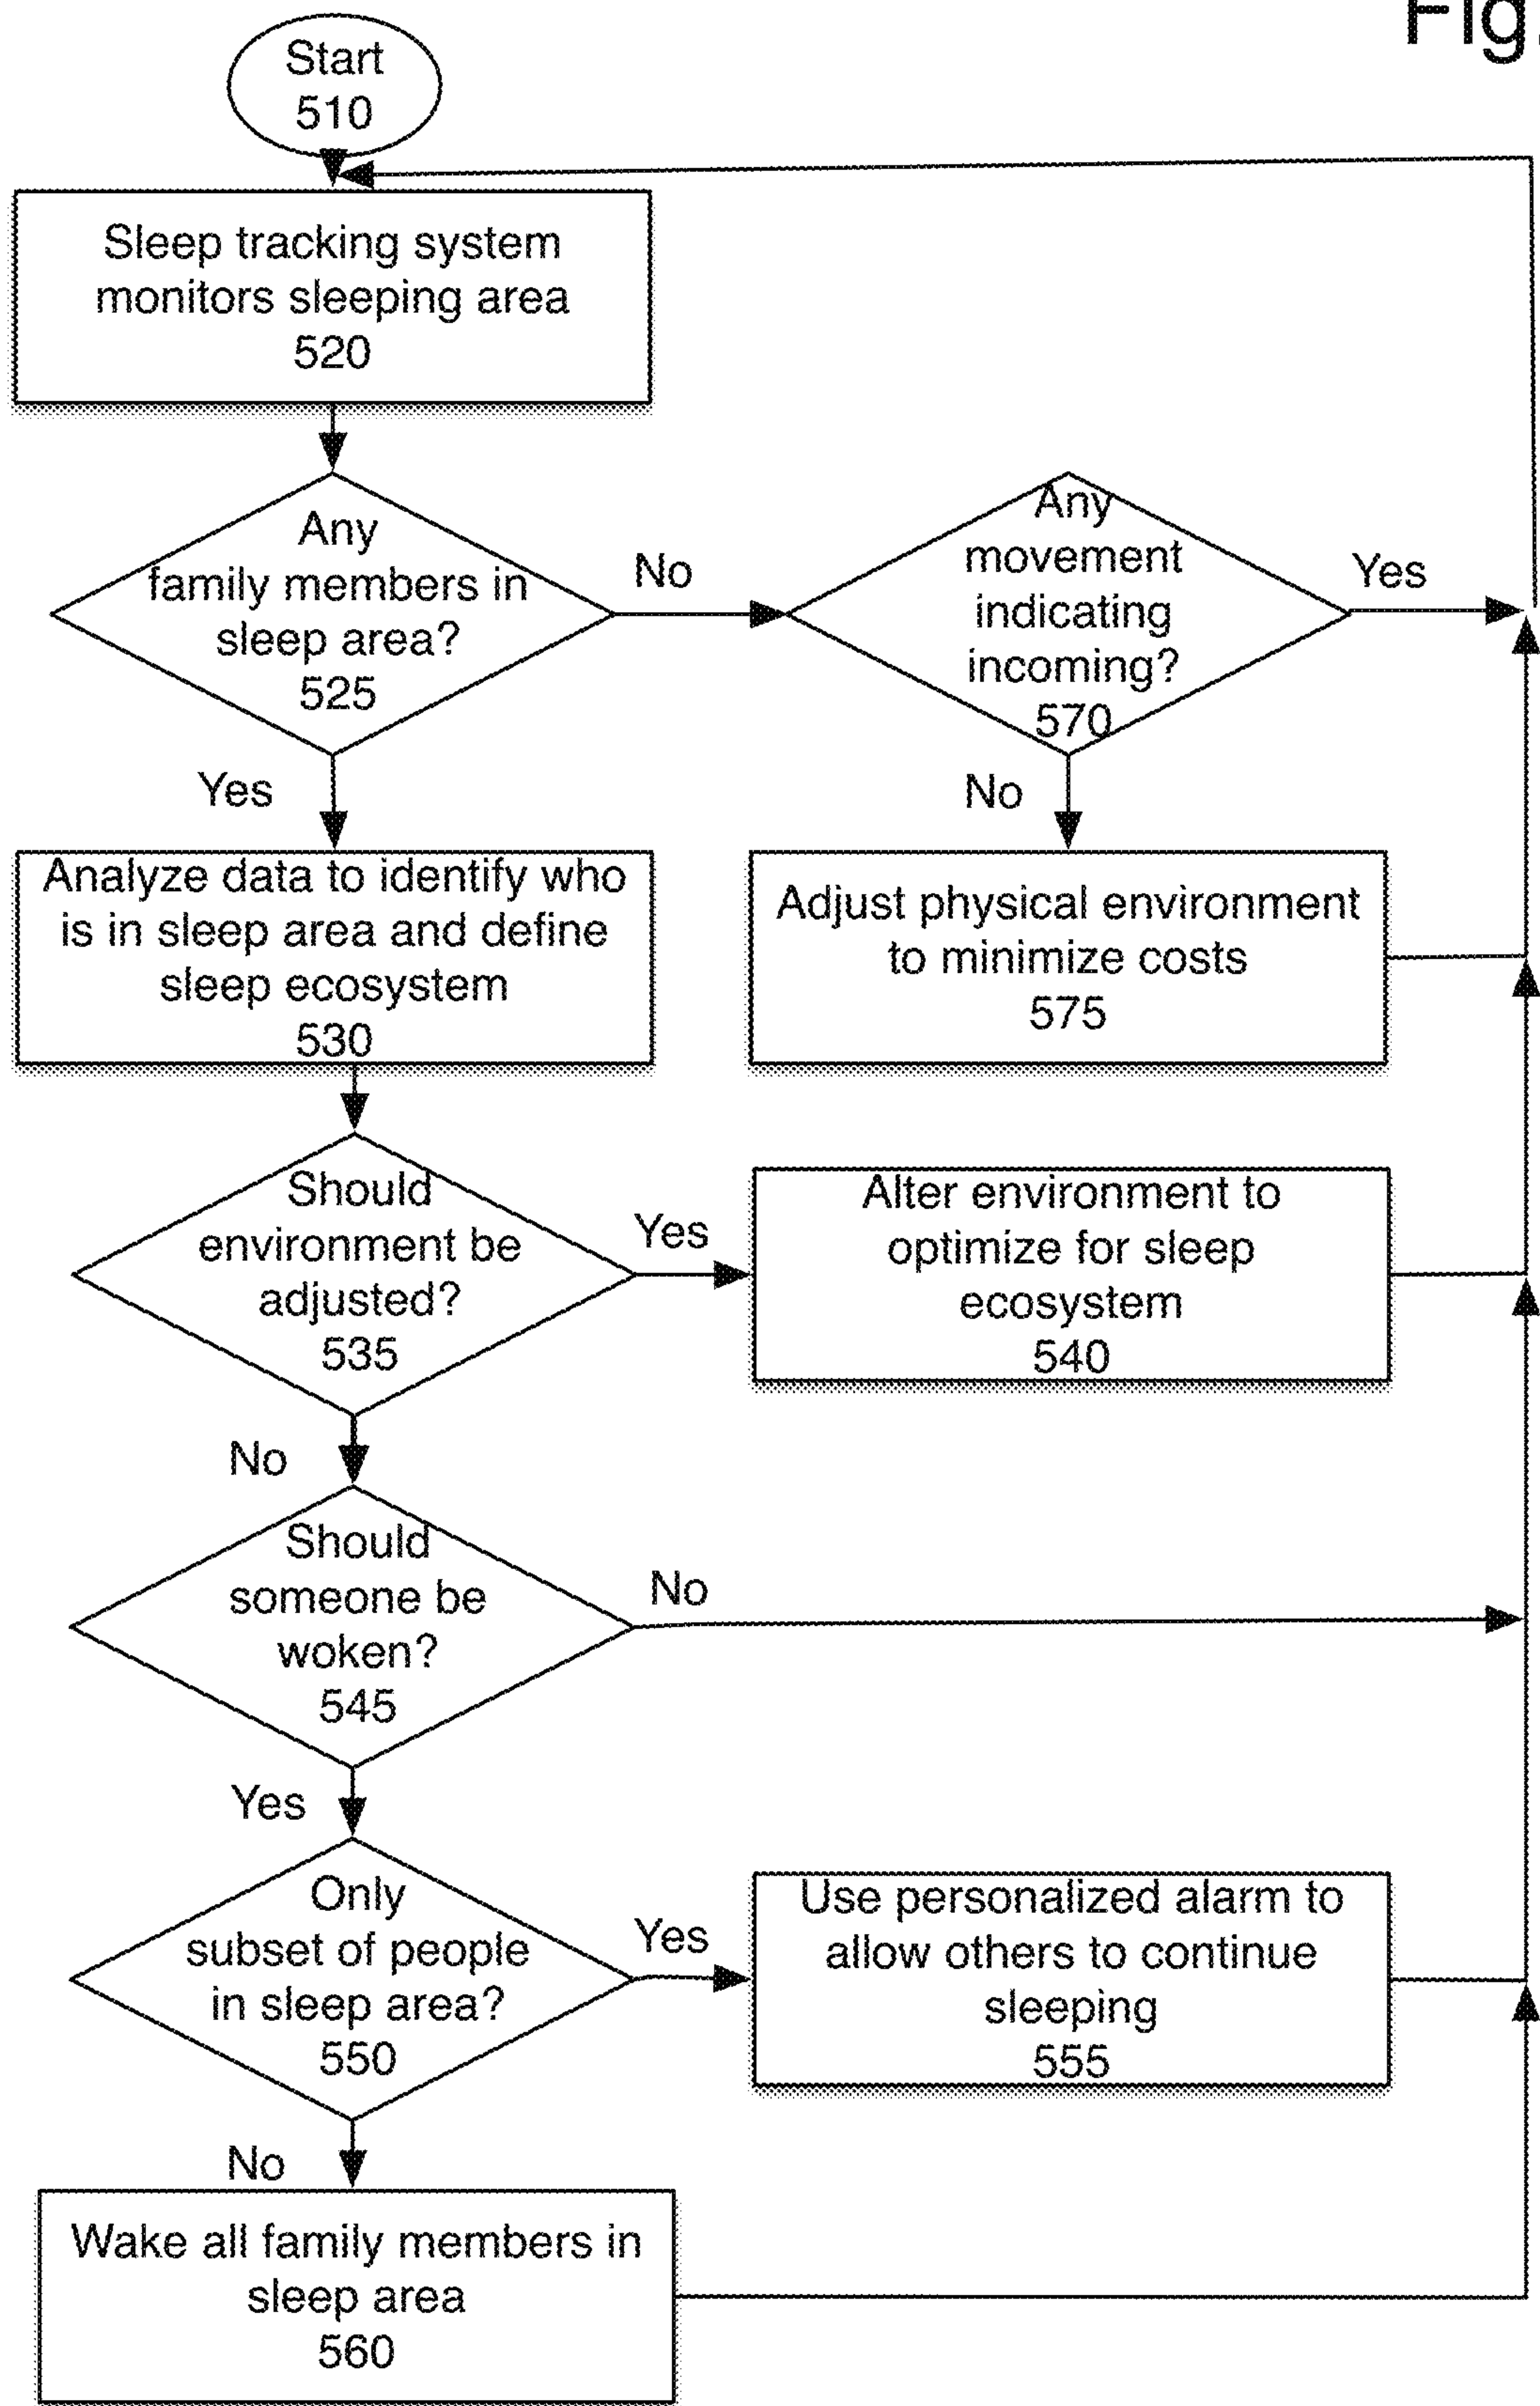 Fig.
Start
510
Sleep tracking system
monitors sleeping area
520
Any
family members in
sleep area?
525
No
Any
movement
indicating
incoming?
570
Yes
Yes
No
Analyze data to identify who
is in sleep area and define
sleep ecosystem
530
Adjust physical environment
to minimize costs
575
Should
environment be
adjusted?
535
Yes
Alter environment to
optimize for sleep
ecosystem
540
No
Should
someone be
woken?
545
No
Yes
Only
subset of people
in sleep area?
550
Yes
Use personalized alarm to
allow others to continue
sleeping
555
No
Wake all family members in
sleep area
560